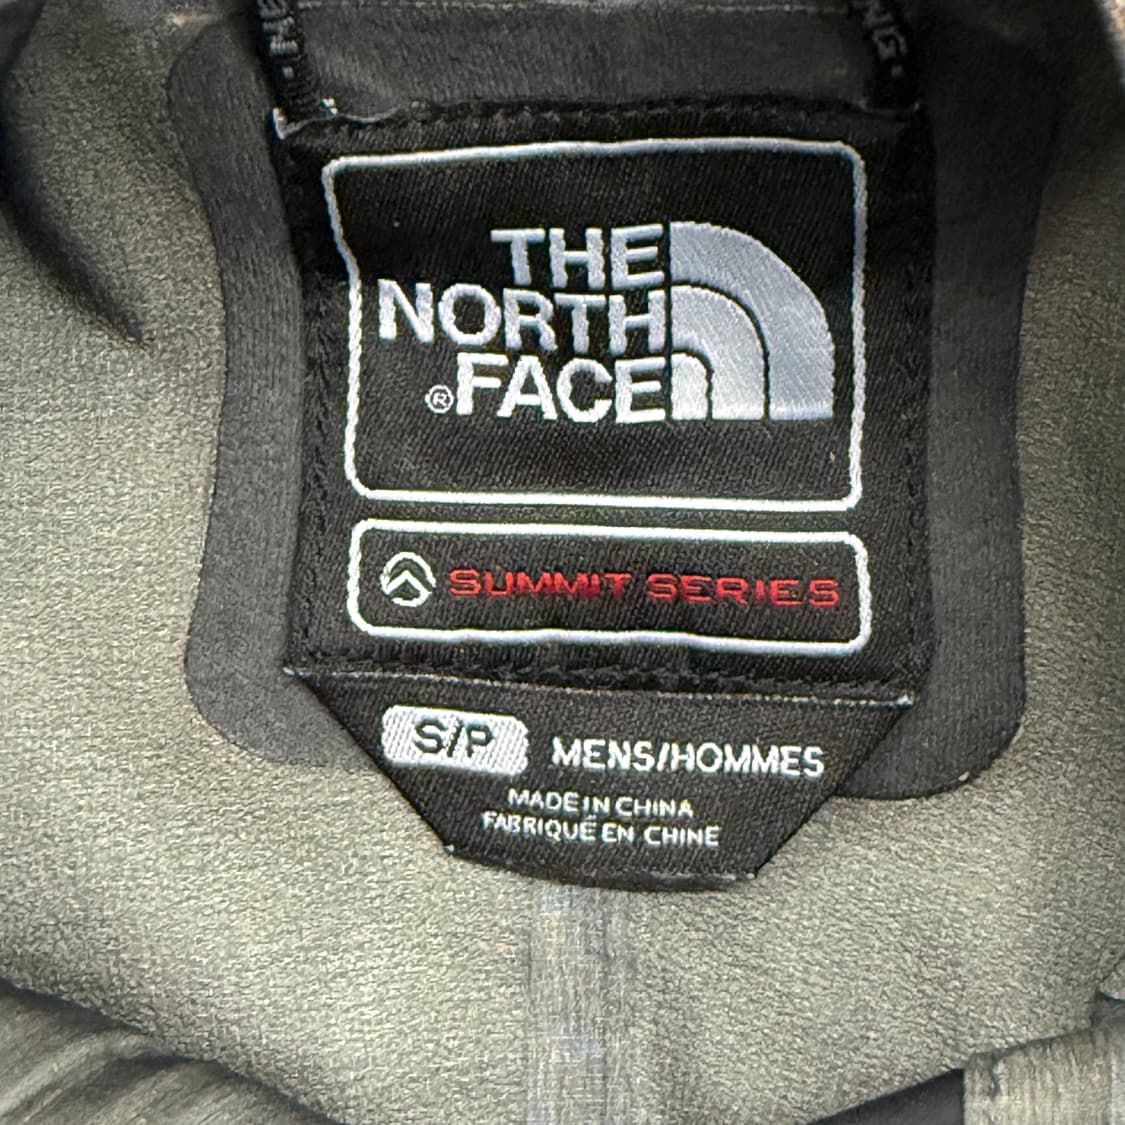 THE
NORTH
®FACE
SUMMIT SERIES
S/P MENS/HOMMES
MADE IN CHINA
FABRIQUÉ EN CHINE